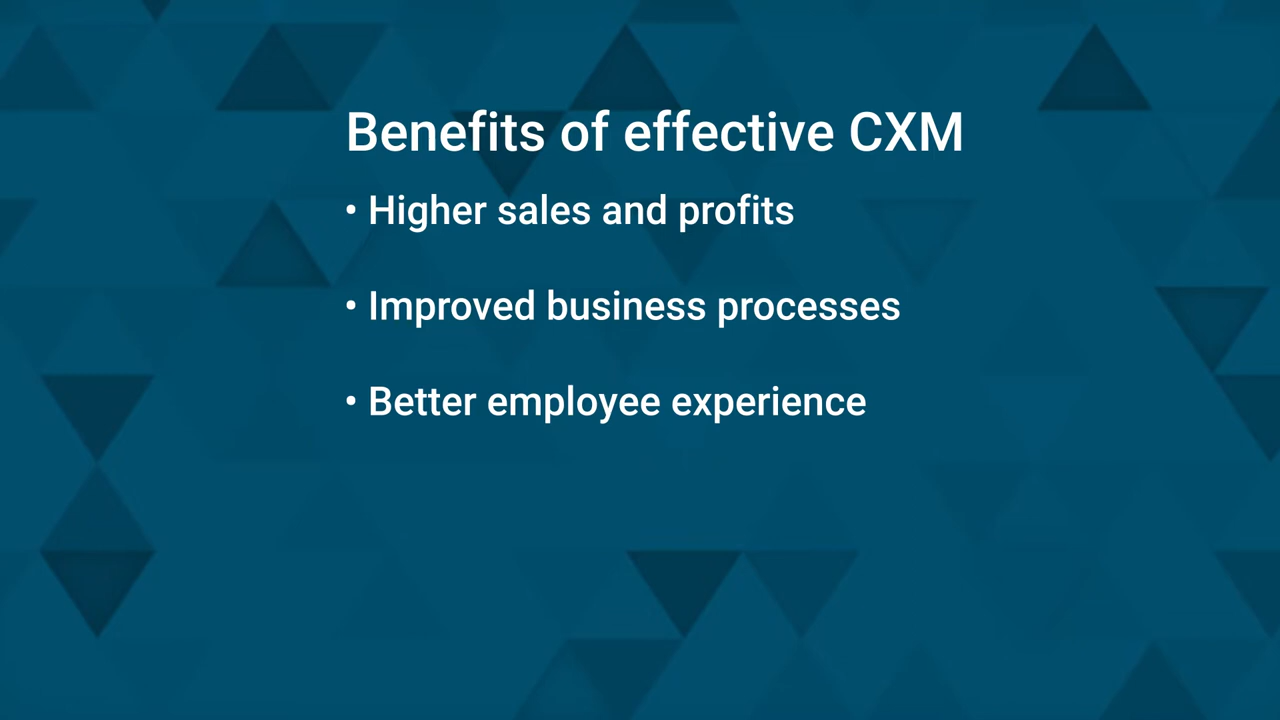 Benefits of effective CXM
• Higher sales and profits
• Improved business processes
• Better employee experience